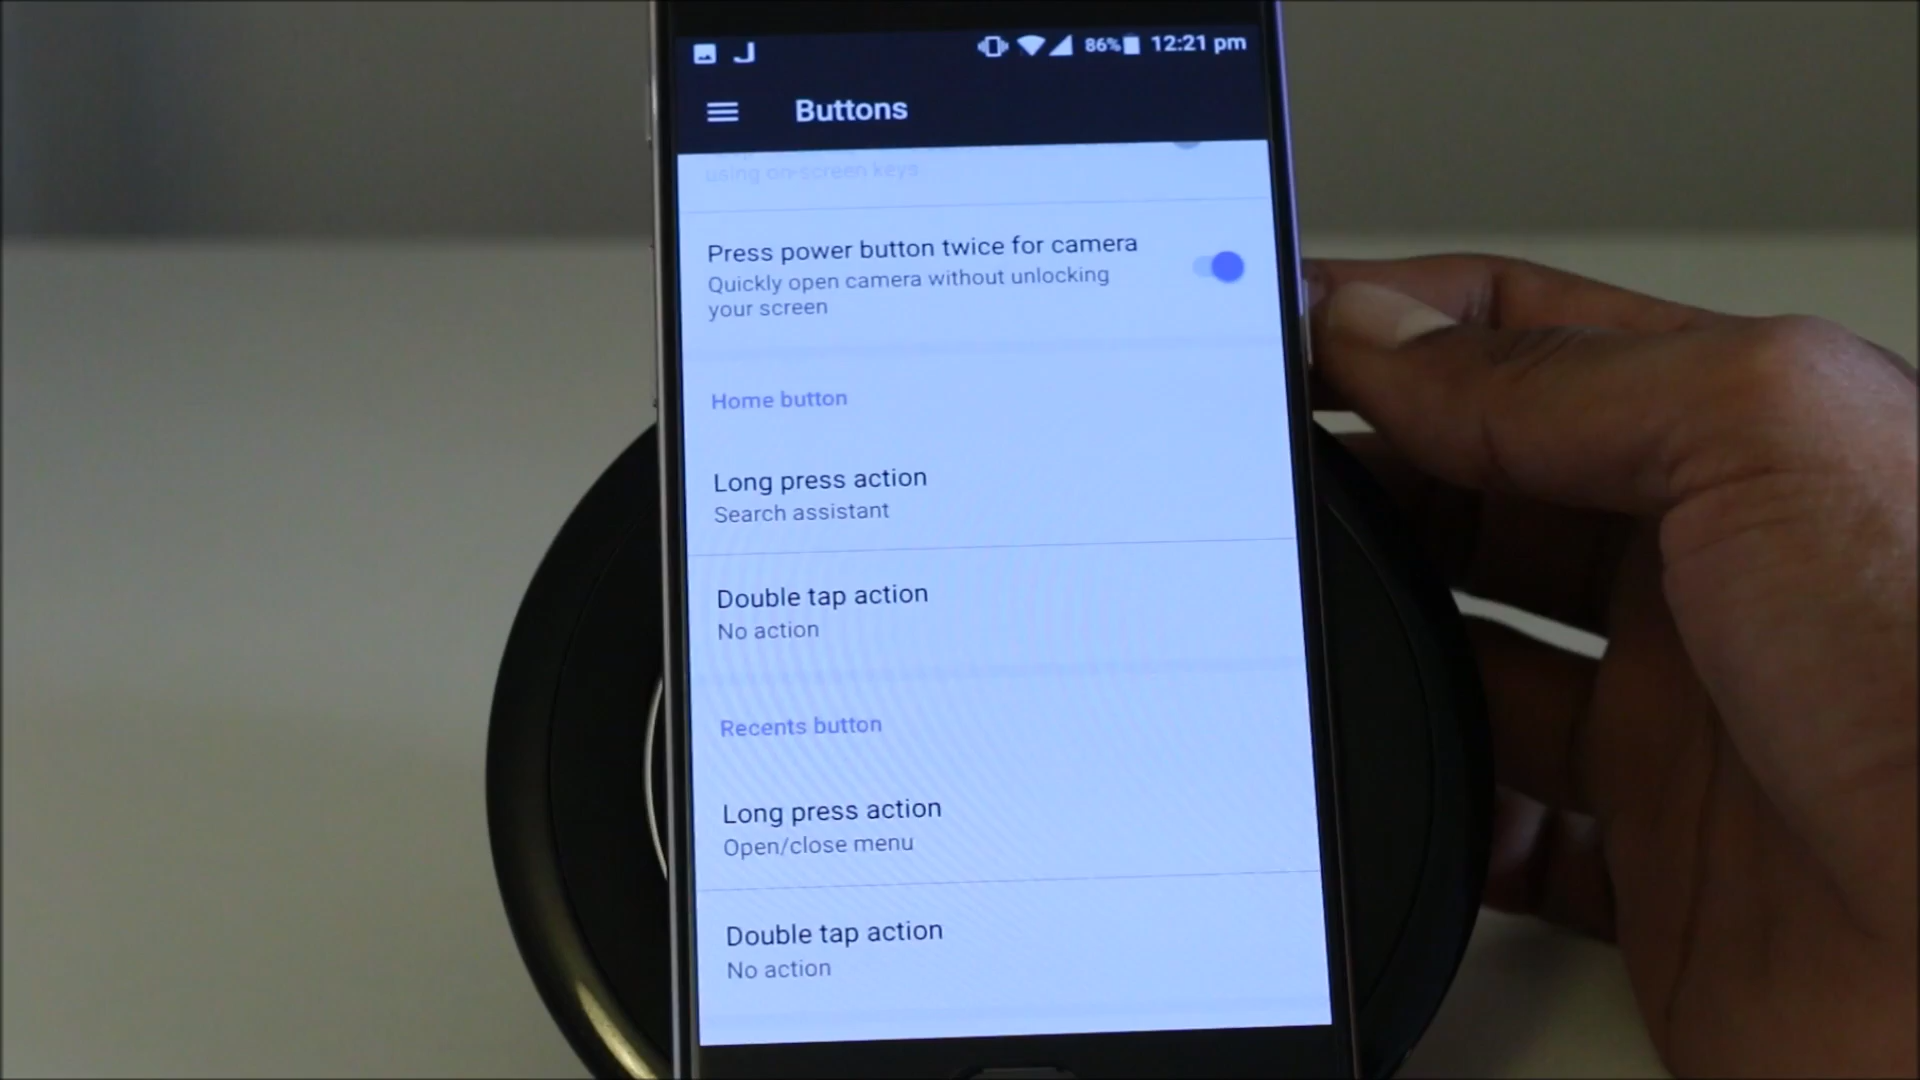 86% 12:21 pm
Buttons
using on-screen keys
Press power button twice for camera
Quickly open camera without unlocking
your screen
Home button
Long press action
Search assistant
Double tap action
No action
Recents button
Long press action
Open/close menu
Double tap action
No action